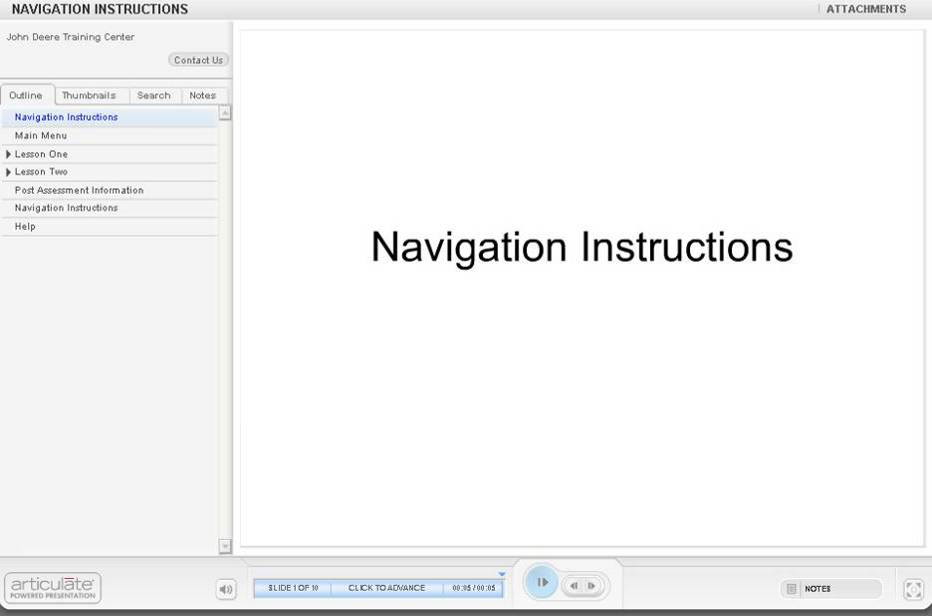 NAVIGATION INSTRUCTIONS
ATTACHMENTS
John Deere Training Center
Contact Us
Outline
Thumbnails
Search
Notes
Navigation Instructions
Main Menu
Lesson One
Lesson Two
Post Assessment Information
Navigation Instructions
Help
Navigation Instructions
articulate
POWERED PRESENTATION
SLIDE 1 OF 10
CLICK TO ADVANCE
00:05 / 00:05
NOTES